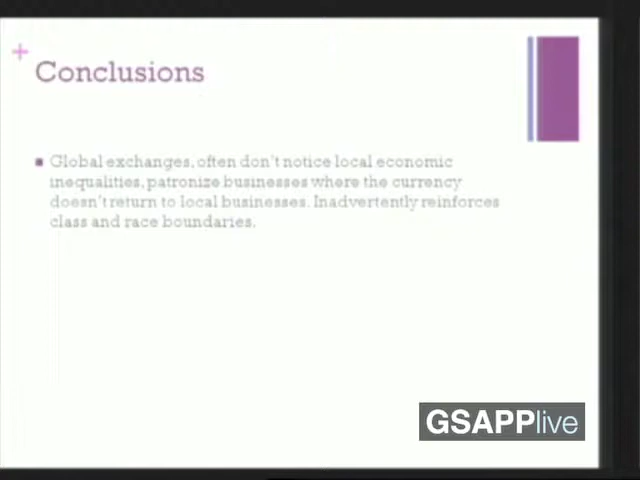 +
Conclusions
Global exchanges, often don't notice local economic
inequalities, patronize businesses where the currency
doesn't return to local businesses. Inadvertently reinforces
class and race boundaries.
GSAPPlive